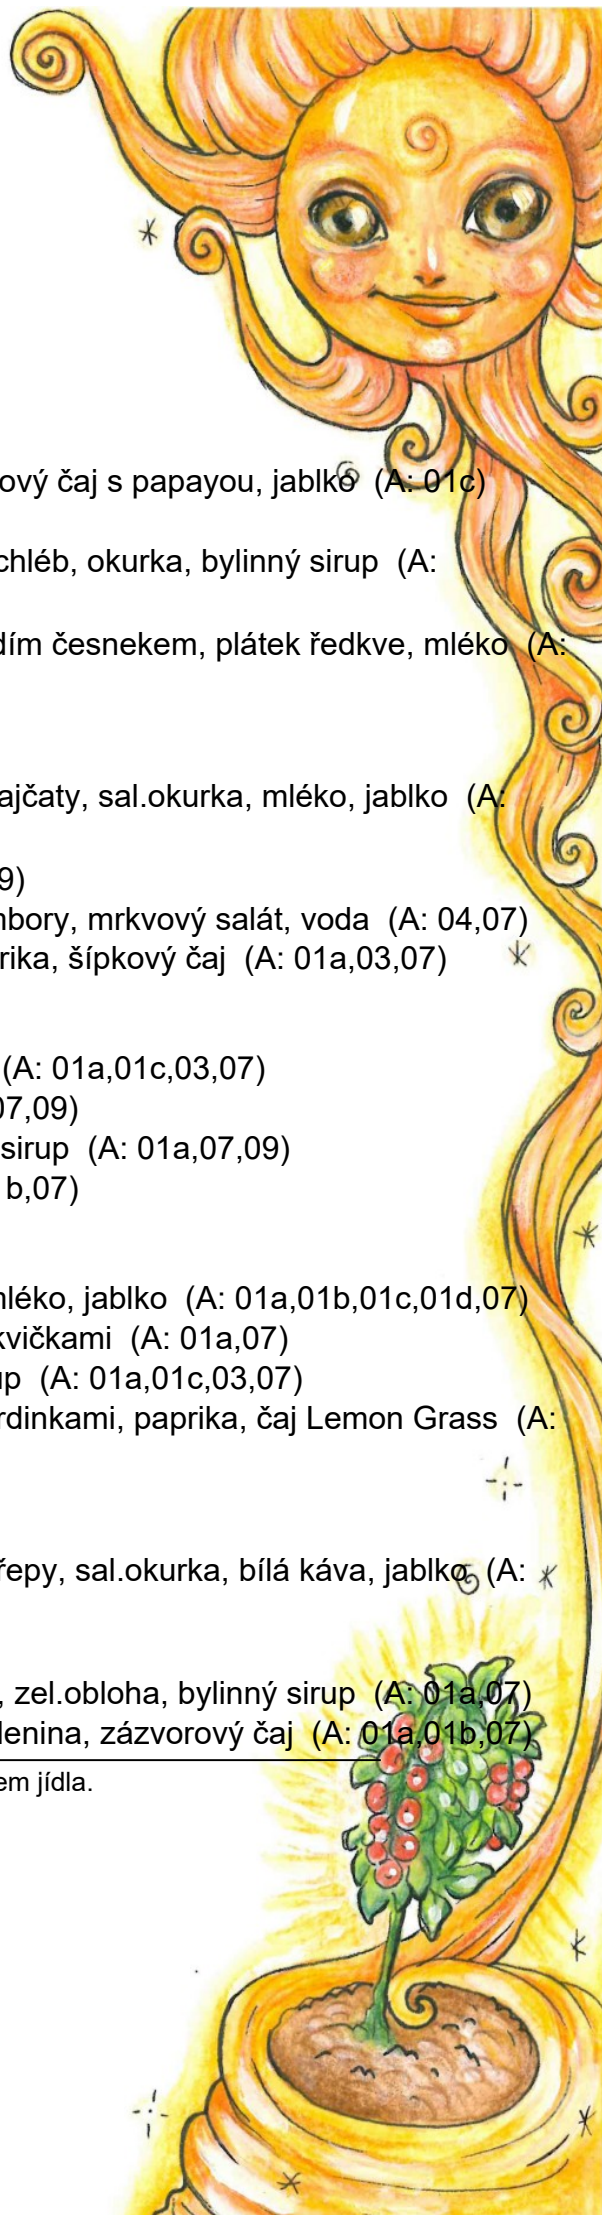 ový čaj s papayou, jablko (A: 01c)
chléb, okurka, bylinný sirup (A:
dím česnekem, plátek ředkve, mléko (A:
ajčaty, sal.okurka, mléko, jablko (A:
9)
nbory, mrkvový salát, voda (A: 04,07)
rika, šípkový čaj (A: 01a,03,07)
(A: 01a,01c,03,07)
07,09)
sirup (A: 01a,07,09)
b,07)
nléko, jablko (A: 01a,01b,01c,01d,07)
kvičkami (A: 01a,07)
up (A: 01a,01c,03,07)
rdinkami, paprika, čaj Lemon Grass (A:
řepy, sal.okurka, bílá káva, jablko (A:
, zel.obloha, bylinný sirup (A: 01a,07)
lenina, zázvorový čaj (A: 01a,01b,07)
em jídla.